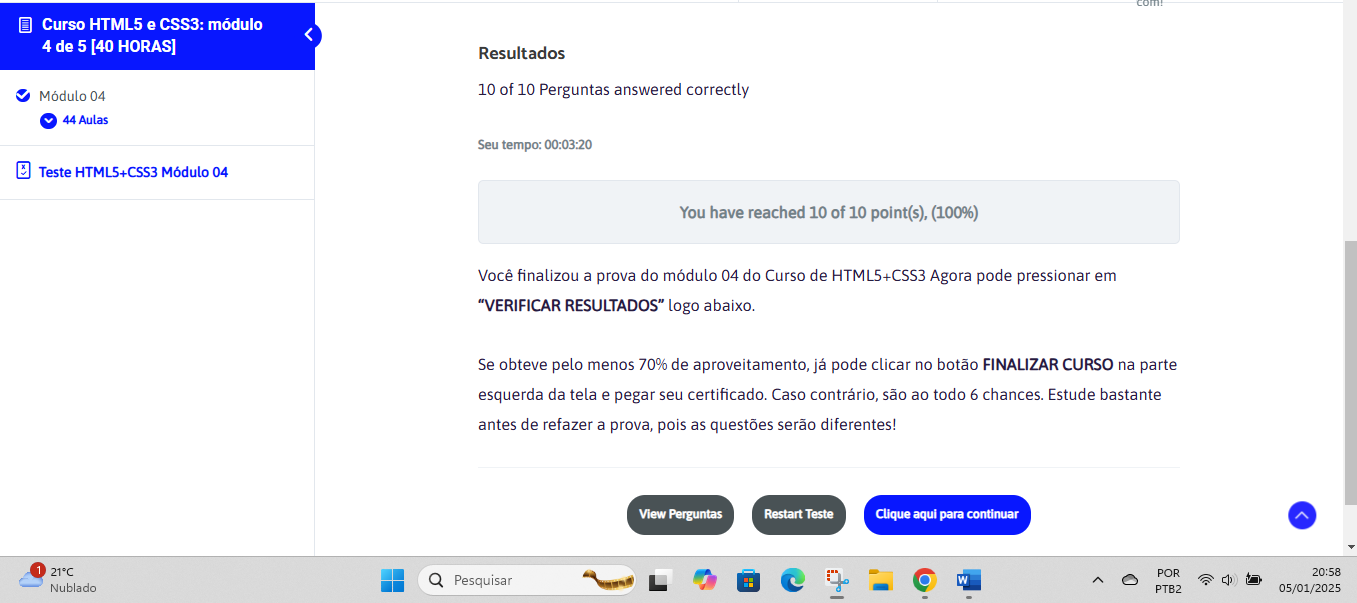 Curso HTML5 e CSS3: módulo
4 de 5 [40 HORAS]
Módulo 04
44 Aulas
Teste HTML5+CSS3 Módulo 04
com!
Resultados
10 of 10 Perguntas answered correctly
Seu tempo: 00:03:20
You have reached 10 of 10 point(s), (100%)
Você finalizou a prova do módulo 04 do Curso de HTML5+CSS3 Agora pode pressionar em
“VERIFICAR RESULTADOS” logo abaixo.
Se obteve pelo menos 70% de aproveitamento, já pode clicar no botão FINALIZAR CURSO na parte
esquerda da tela e pegar seu certificado. Caso contrário, são ao todo 6 chances. Estude bastante
antes de refazer a prova, pois as questões serão diferentes!
View Perguntas
Restart Teste
Clique aqui para continuar
1
21°C
Nublado
Pesquisar
W
POR
PTB2
20:58
05/01/2025